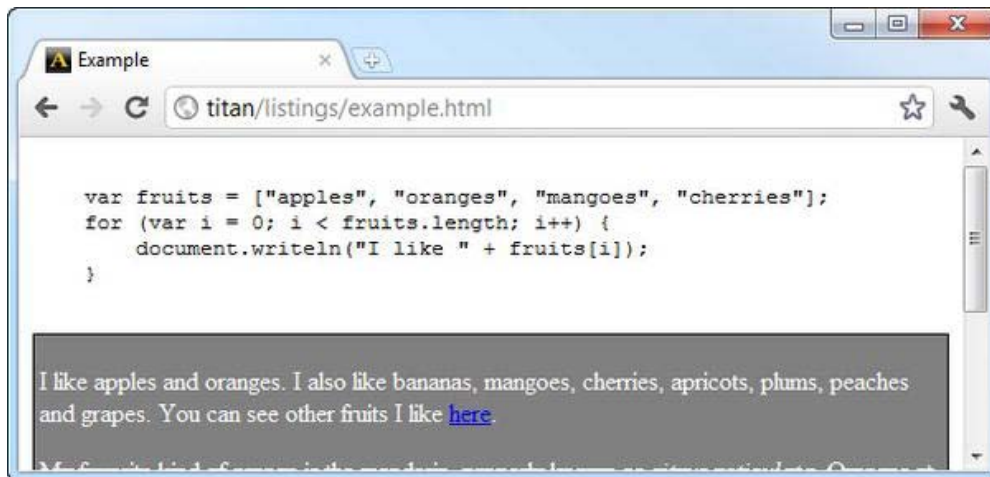 Example
titan/listings/example.html
var fruits = ["apples", "oranges", "mangoes", "cherries"];
for (var i = 0; i < fruits.length; i++) {
    document.writeln("I like " + fruits[i]);
}
I like apples and oranges. I also like bananas, mangoes, cherries, apricots, plums, peaches
and grapes. You can see other fruits I like here.